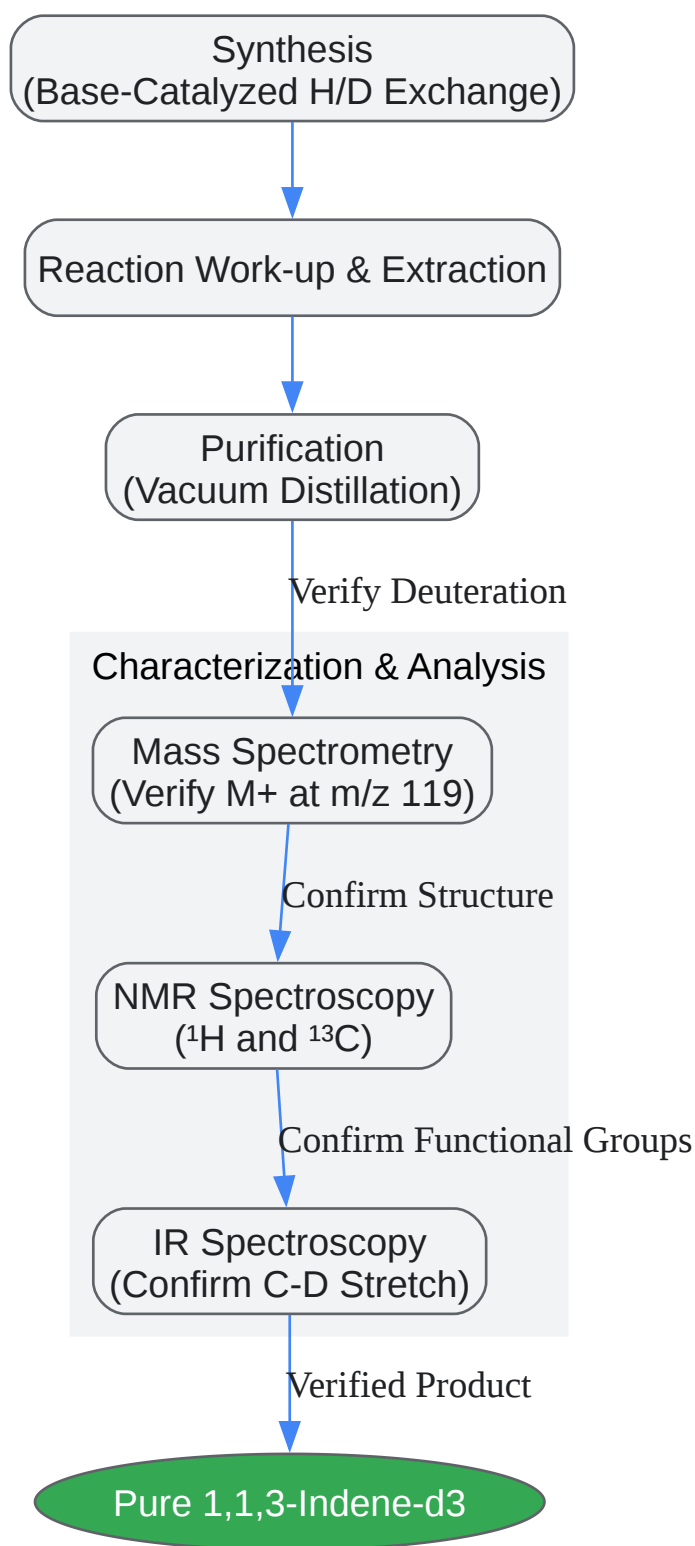 Synthesis
(Base-Catalyzed H/D Exchange)
Reaction Work-up & Extraction
Purification
(Vacuum Distillation)
Verify Deuteration
Characterization & Analysis
Mass Spectrometry
(Verify M+ at m/z 119)
Confirm Structure
NMR Spectroscopy
(¹H and ¹³C)
Confirm Functional Groups
IR Spectroscopy
(Confirm C-D Stretch)
Verified Product
Pure 1,1,3-Indene-d3